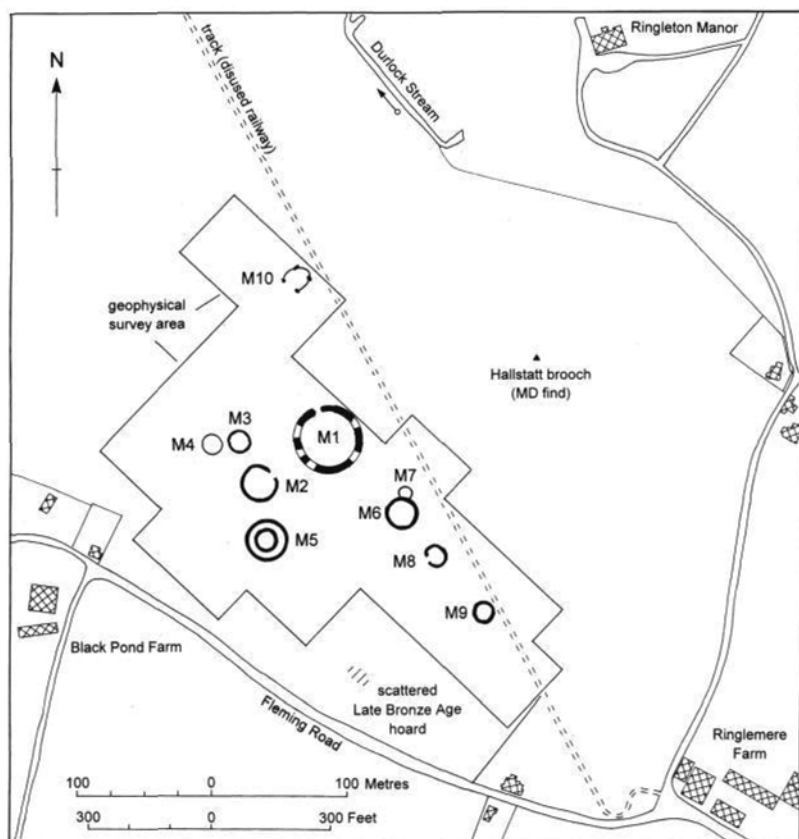 Ringleton Manor
N
track (disused railway)
Durlock Stream
M10
geophysical
survey area
Hallstatt brooch
(MD find)
M3
M4
M1
M2
M7
M6
M5
M8
M9
Black Pond Farm
Fleming Road
scattered
Late Bronze Age
hoard
Ringlemere
Farm
100 0 100 Metres
300 0 300 Feet